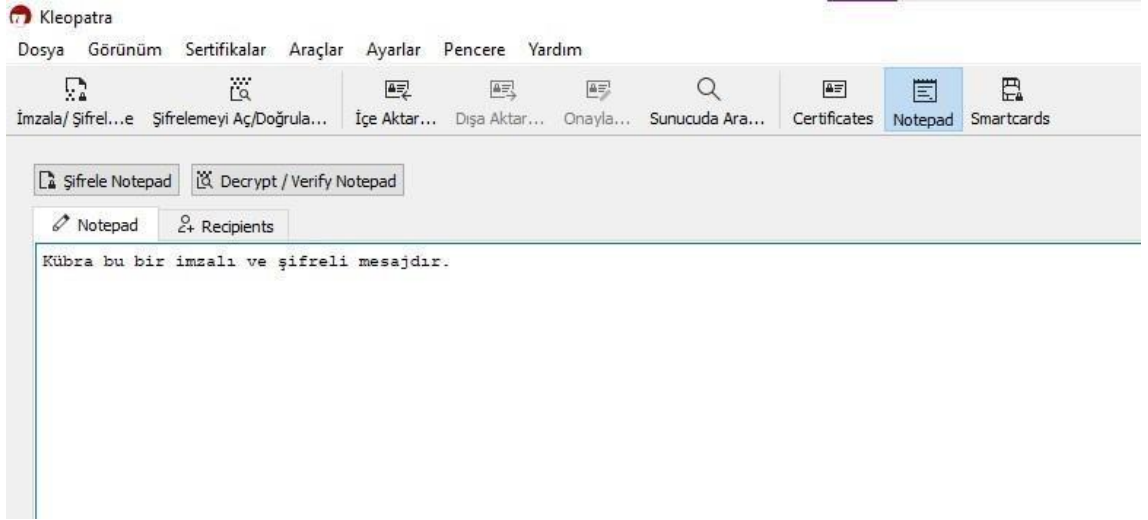 Kleopatra
Dosya Görünüm Sertifikalar Araçlar Ayarlar Pencere Yardım
İmzala/ Şifrel...e Şifrelemeyi Aç/Doğrula... İçe Aktar... Dışa Aktar... Onayla... Sunucuda Ara... Certificates Notepad Smartcards
Şifrele Notepad Decrypt / Verify Notepad
Notepad Recipients
Kübra bu bir imzalı ve şifreli mesajdır.